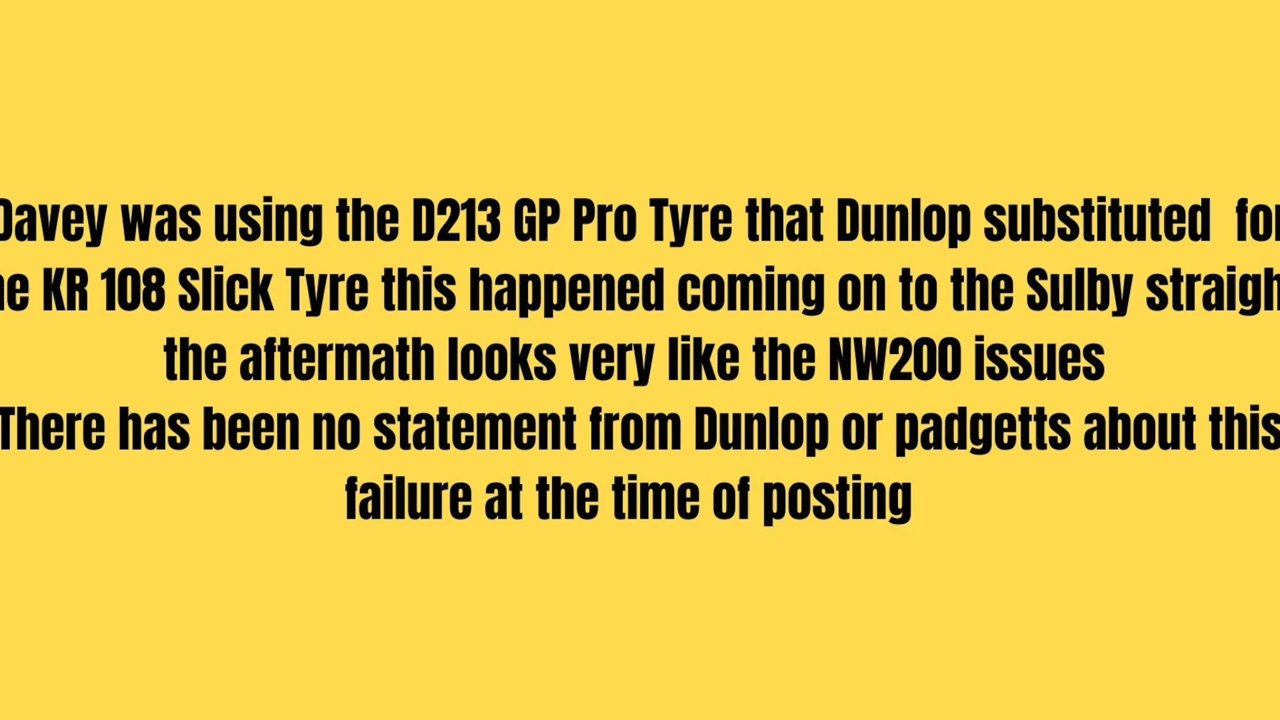 Davey was using the D213 GP Pro Tyre that Dunlop substituted  for
he KR 108 Slick Tyre this happened coming on to the Sulby straigh
the aftermath looks very like the NW200 issues
There has been no statement from Dunlop or padgetts about this
failure at the time of posting